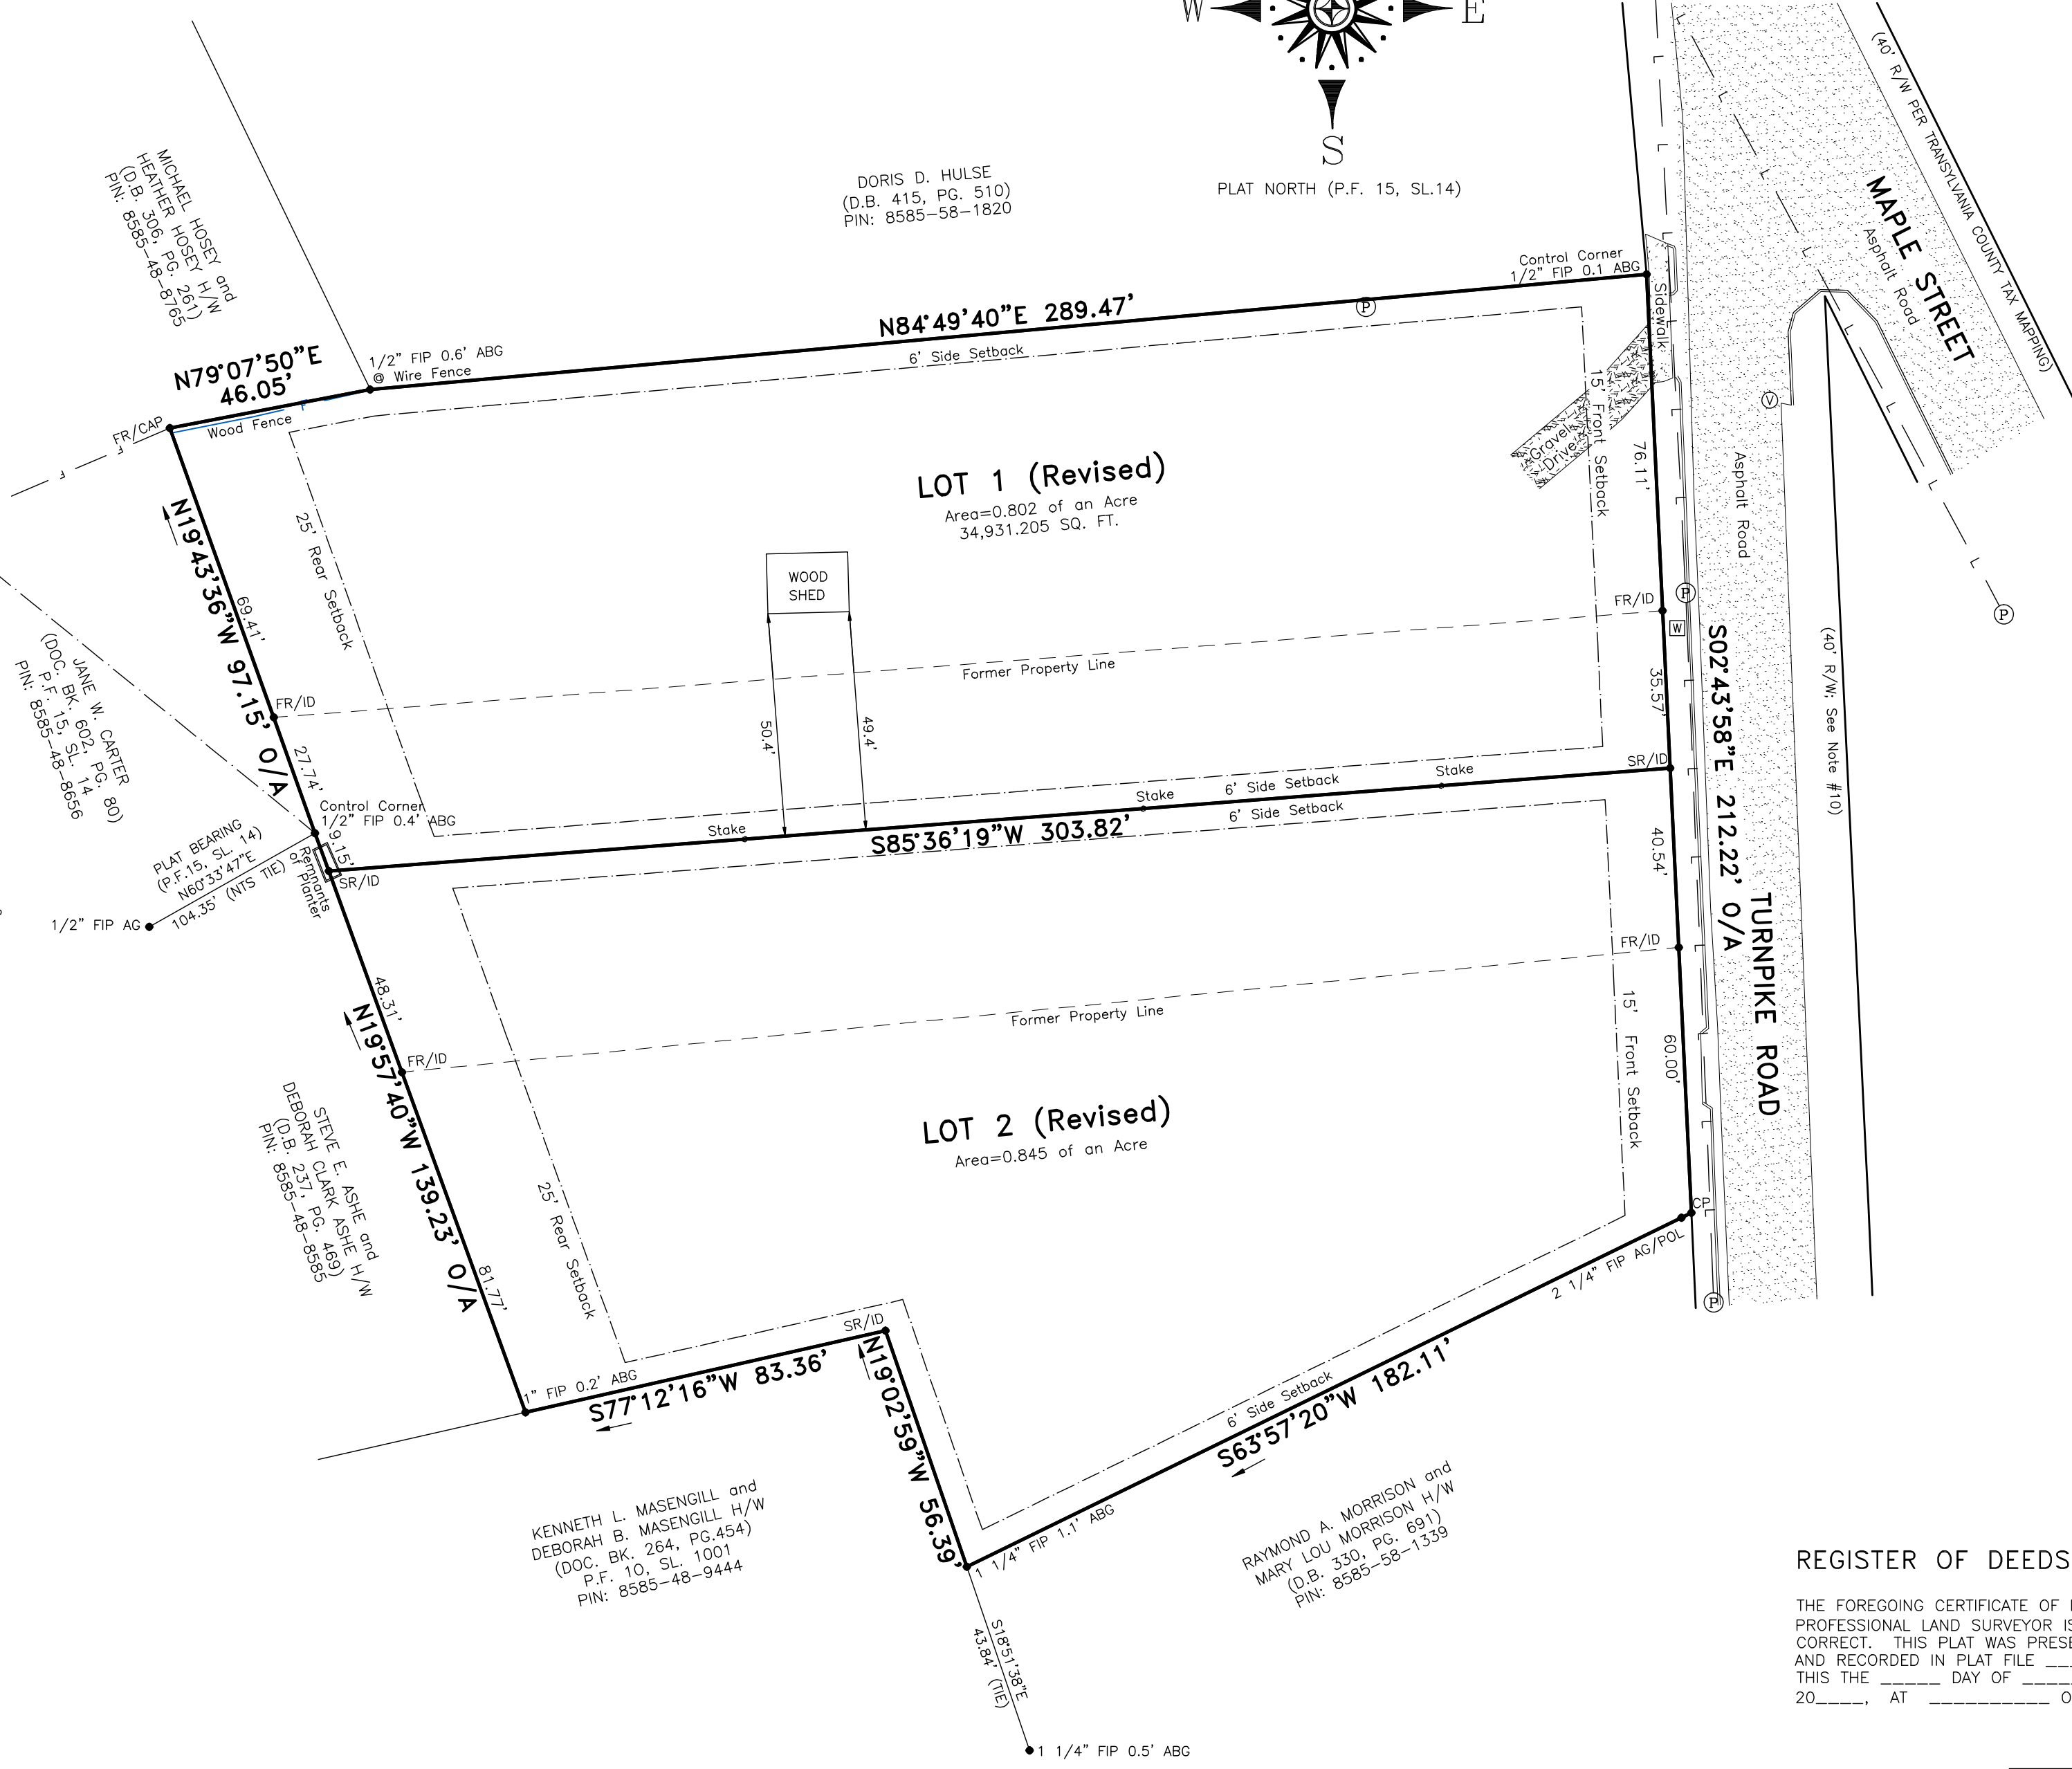 W
E
S
PLAT NORTH (P.F. 15, SL.14)
MICHAEL HOSEY and
HEATHER HOSEY H/W
(D.B. 306, PG. 261)
PIN: 8585-48-8765
DORIS D. HULSE
(D.B. 415, PG. 510)
PIN: 8585-58-1820
(40' R/W PER TRANSYLVANIA COUNTY TAX MAPPING)
MAPLE STREET
Asphalt Road
Control Corner
1/2" FIP 0.1 ABG
Sidewalk
N84°49'40"E 289.47'
P
6' Side Setback
1/2" FIP 0.6' ABG
@ Wire Fence
N79°07'50"E
46.05'
Wood Fence
FR/CAP
F
F
F
L
L
L
L
L
L
L
V
Gravel
Drive
15' Front Setback
76.11'
Asphalt Road
LOT 1 (Revised)
Area=0.802 of an Acre
34,931.205 SQ. FT.
N19°43'36"W 97.15' O/A
69.41'
25' Rear Setback
WOOD
SHED
FR/ID
P
W
P
Former Property Line
FR/ID
50.4'
49.4'
35.57'
S02°43'58"E 212.22' O/A
(40' R/W; See Note #10)
JANE W. CARTER
(DOC. BK. 602, PG. 80)
P.F. 15, SL. 14
PIN: 8585-48-8656
27.74'
SR/ID
Stake
6' Side Setback
Stake
Control Corner
1/2" FIP 0.4' ABG
Stake
6' Side Setback
S85°36'19"W 303.82'
9.15'
PLAT BEARING
(P.F.15, SL. 14)
N60°33'47"E
104.35' (NTS TIE)
Remnants
of Planter
SR/ID
1/2" FIP AG
40.54'
TURNPIKE ROAD
FR/ID
48.31'
Former Property Line
FR/ID
15' Front Setback
60.00'
N19°57'40"W 139.23' O/A
STEVE E. ASHE and
DEBORAH CLARK ASHE H/W
(D.B. 237, PG. 469)
PIN: 8585-48-8585
LOT 2 (Revised)
Area=0.845 of an Acre
25' Rear Setback
81.77'
CP
2 1/4" FIP AG/POL
P
SR/ID
1" FIP 0.2' ABG
S77°12'16"W 83.36'
N19°02'59"W 56.39'
6' Side Setback
S63°57'20"W 182.11'
1 1/4" FIP 1.1' ABG
KENNETH L. MASENGILL and
DEBORAH B. MASENGILL H/W
(DOC. BK. 264, PG.454)
P.F. 10, SL. 1001
PIN: 8585-48-9444
RAYMOND A. MORRISON and
MARY LOU MORRISON H/W
(D.B. 330, PG. 691)
PIN: 8585-58-1339
S18°51'38"E
43.84' (TIE)
1 1/4" FIP 0.5' ABG
REGISTER OF DEEDS
THE FOREGOING CERTIFICATE OF
PROFESSIONAL LAND SURVEYOR IS
CORRECT. THIS PLAT WAS PRESE
AND RECORDED IN PLAT FILE ___
THIS THE _____ DAY OF _____
20____, AT __________ O